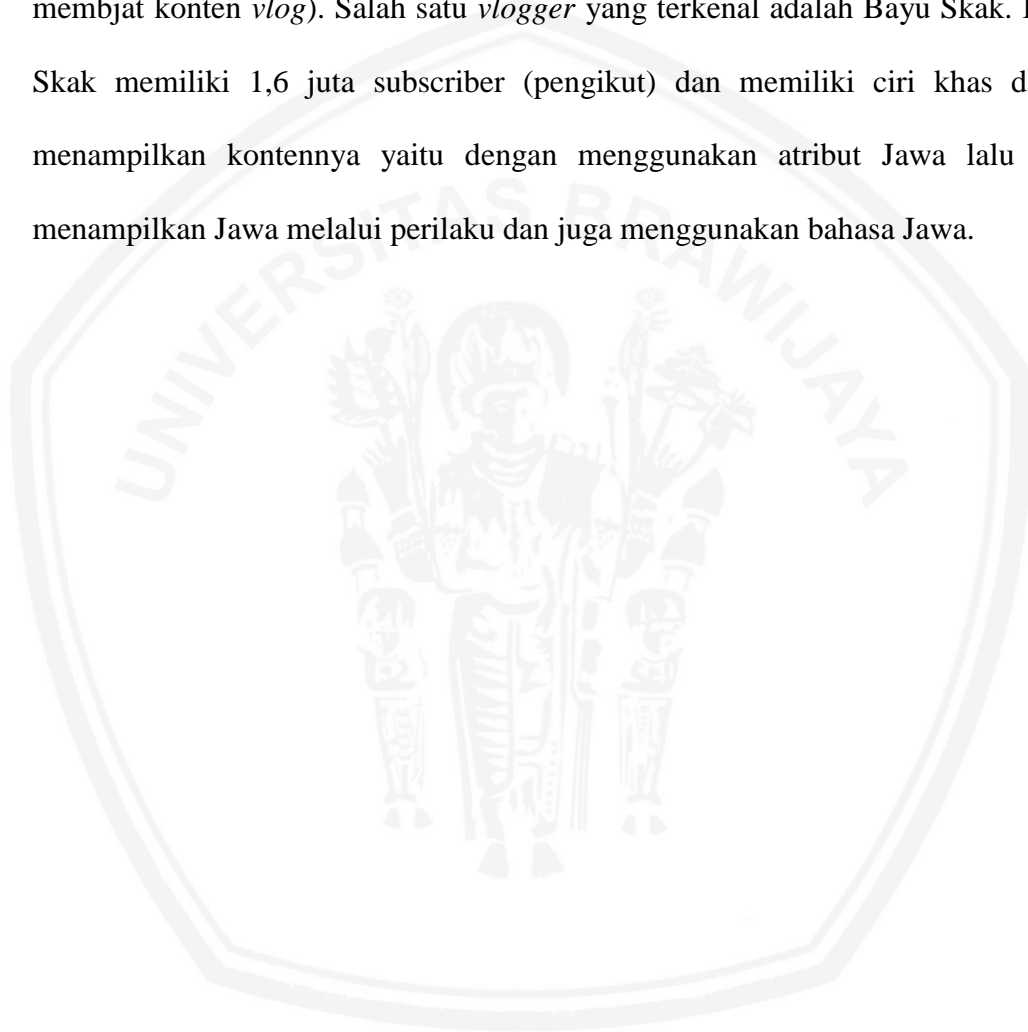 membjat konten vlog). Salah satu vlogger yang terkenal adalah Bayu Skak.
Skak memiliki 1,6 juta subscriber (pengikut) dan memiliki ciri khas
menampilkan kontennya yaitu dengan menggunakan atribut Jawa lalu
menampilkan Jawa melalui perilaku dan juga menggunakan bahasa Jawa.
UNIVERSITAS BRAWIJAYA